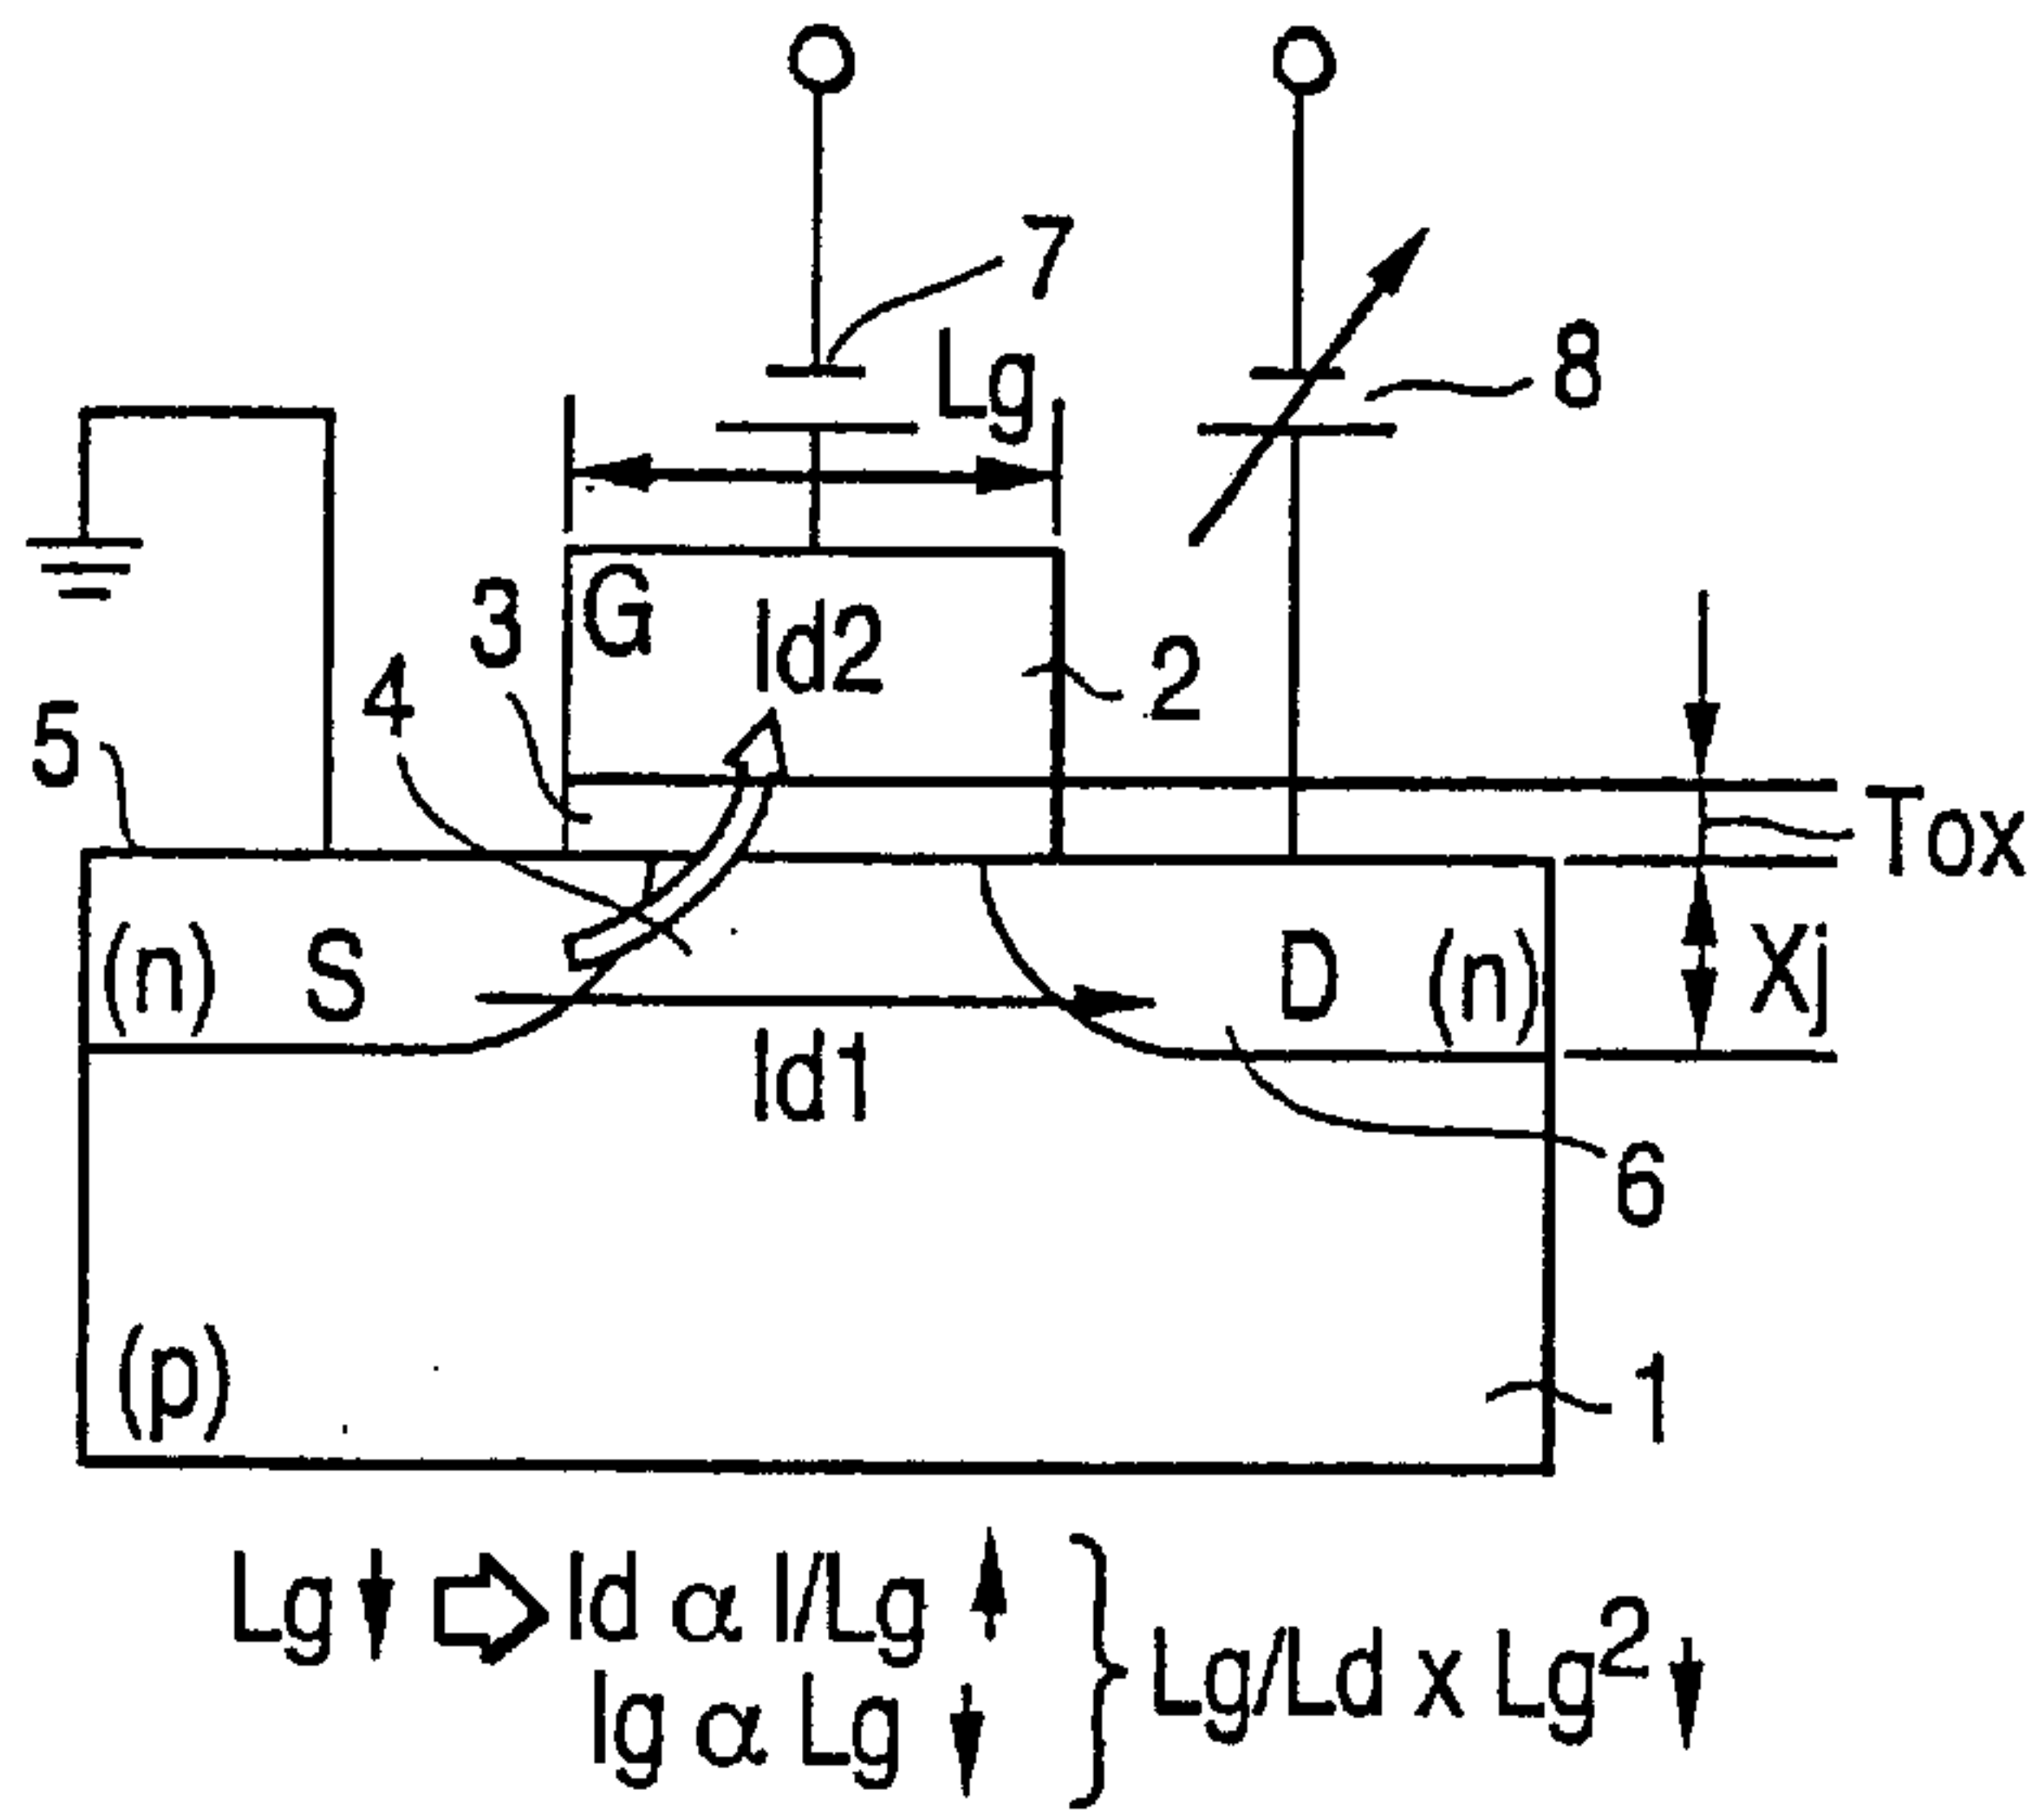 7
Lg
8
G
3
Id2
2
4
5
Tox
(n) S
D (n)
Xj
Id1
6
(p)
1
Lg ⇨ Id α I/Lg
Ig α Lg
Lg/Ld x Lg²